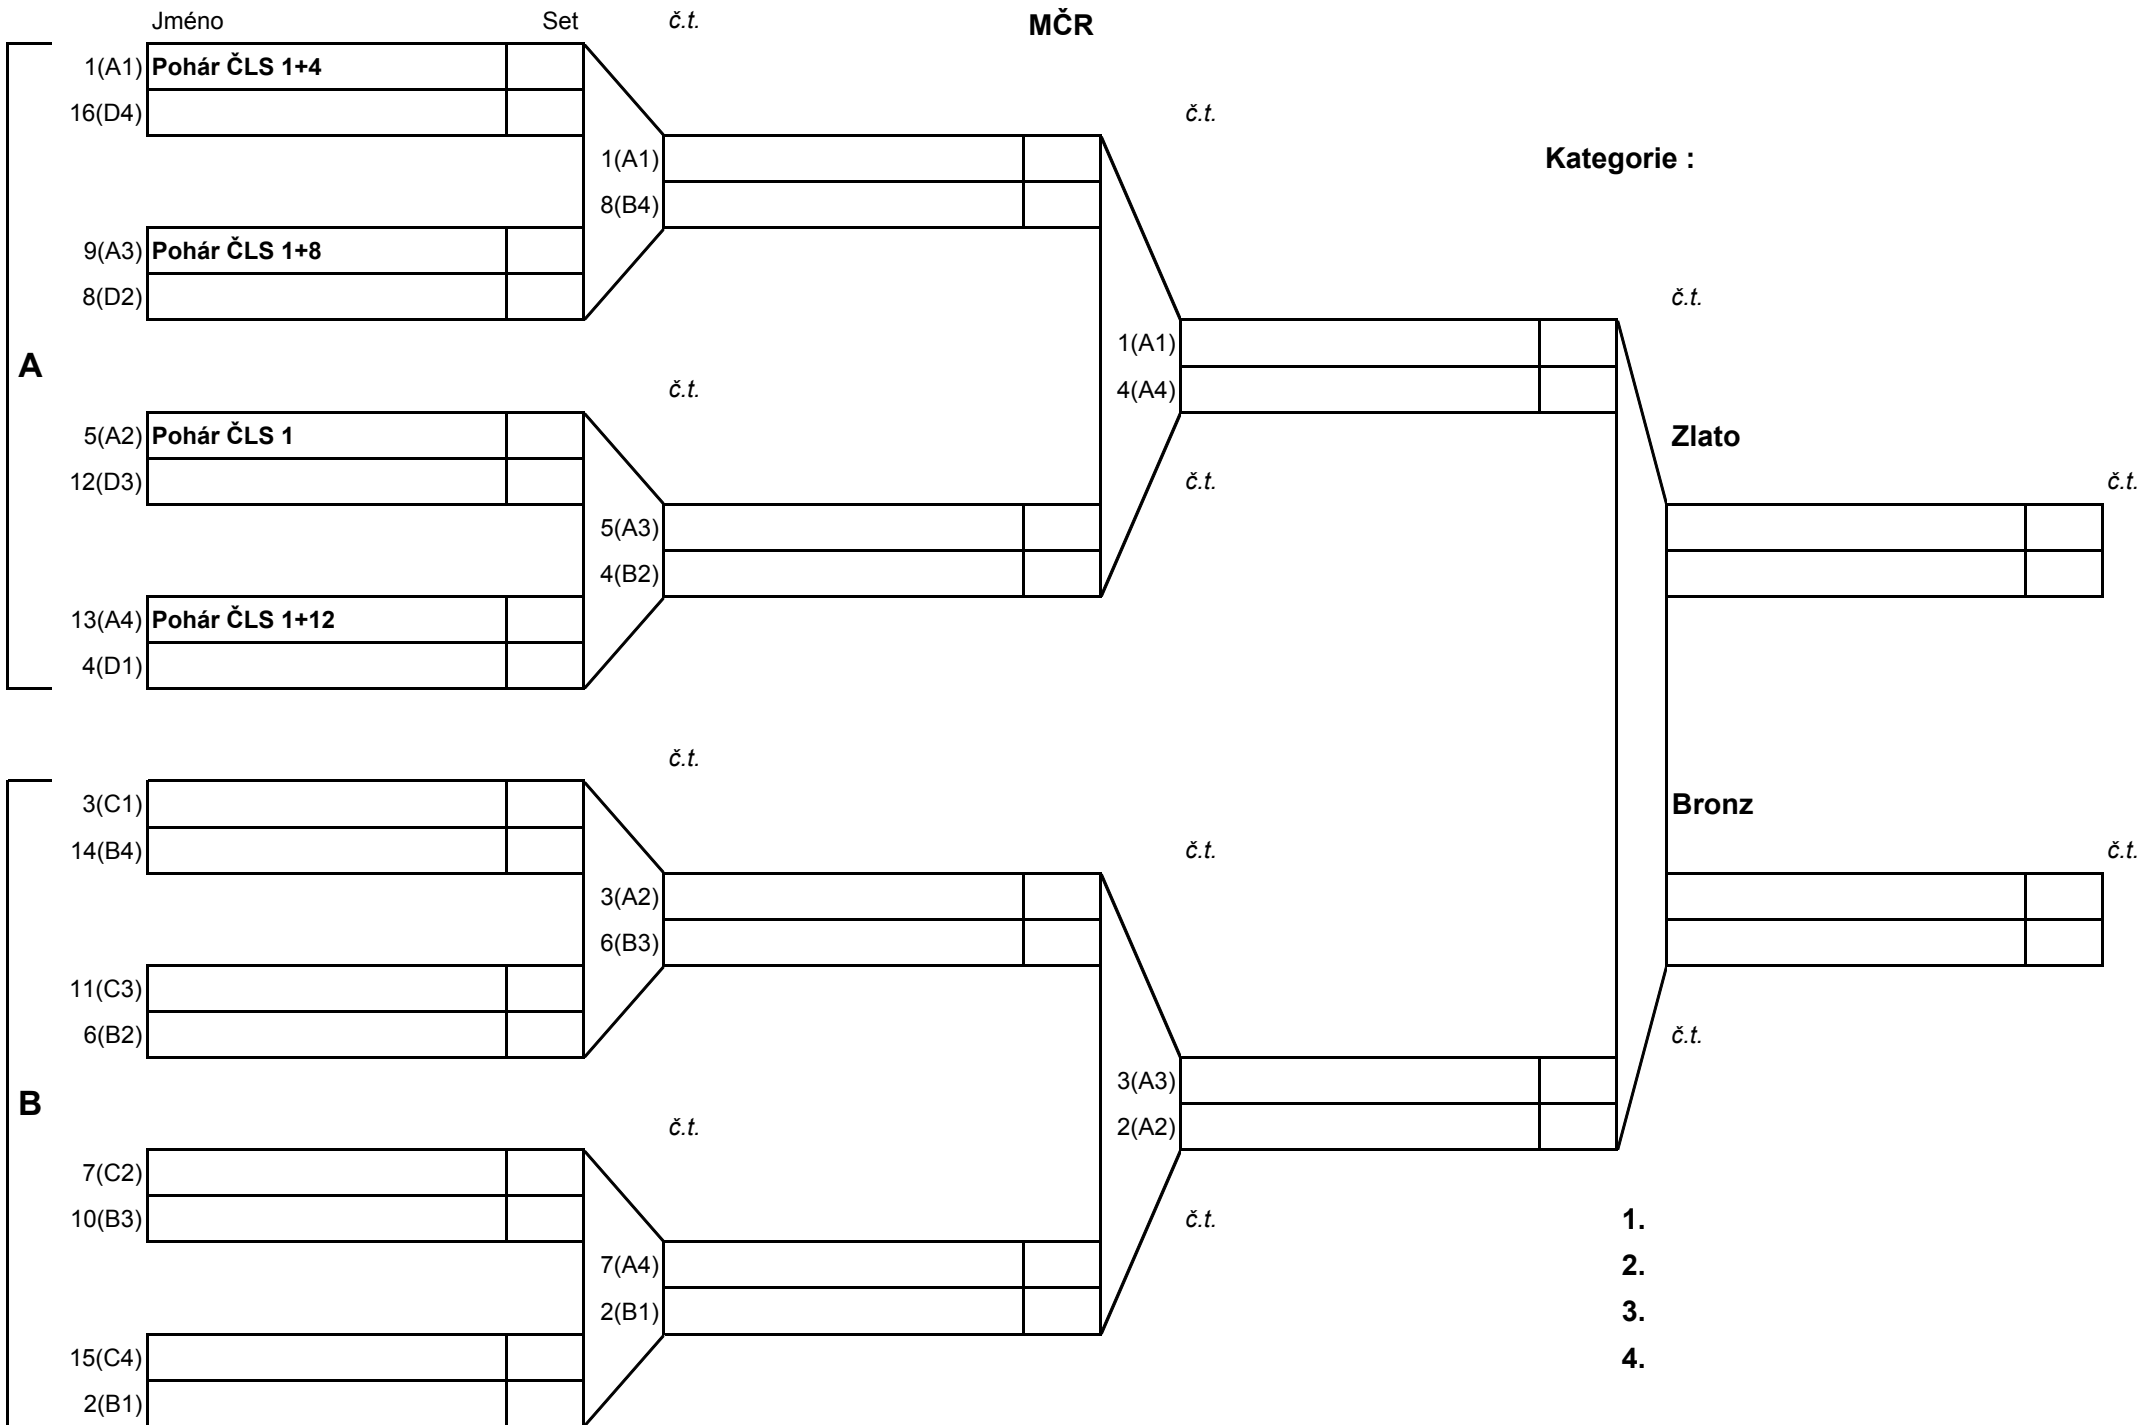 Jméno Set č.t. MČR
1(A1) Pohár ČLS 1+4
16(D4) č.t.
1(A1) Kategorie :
8(B4)
9(A3) Pohár ČLS 1+8
8(D2) č.t.
1(A1)
A
4(A4)
č.t.
5(A2) Pohár ČLS 1 Zlato
12(D3) č.t. č.t.
5(A3)
4(B2)
13(A4) Pohár ČLS 1+12
4(D1)
č.t.
3(C1) Bronz
14(B4) č.t. č.t.
3(A2)
6(B3)
11(C3)
6(B2) č.t.
3(A3)
B
2(A2)
č.t.
7(C2)
10(B3) č.t. 1.
7(A4) 2.
2(B1) 3.
15(C4) 4.
2(B1)